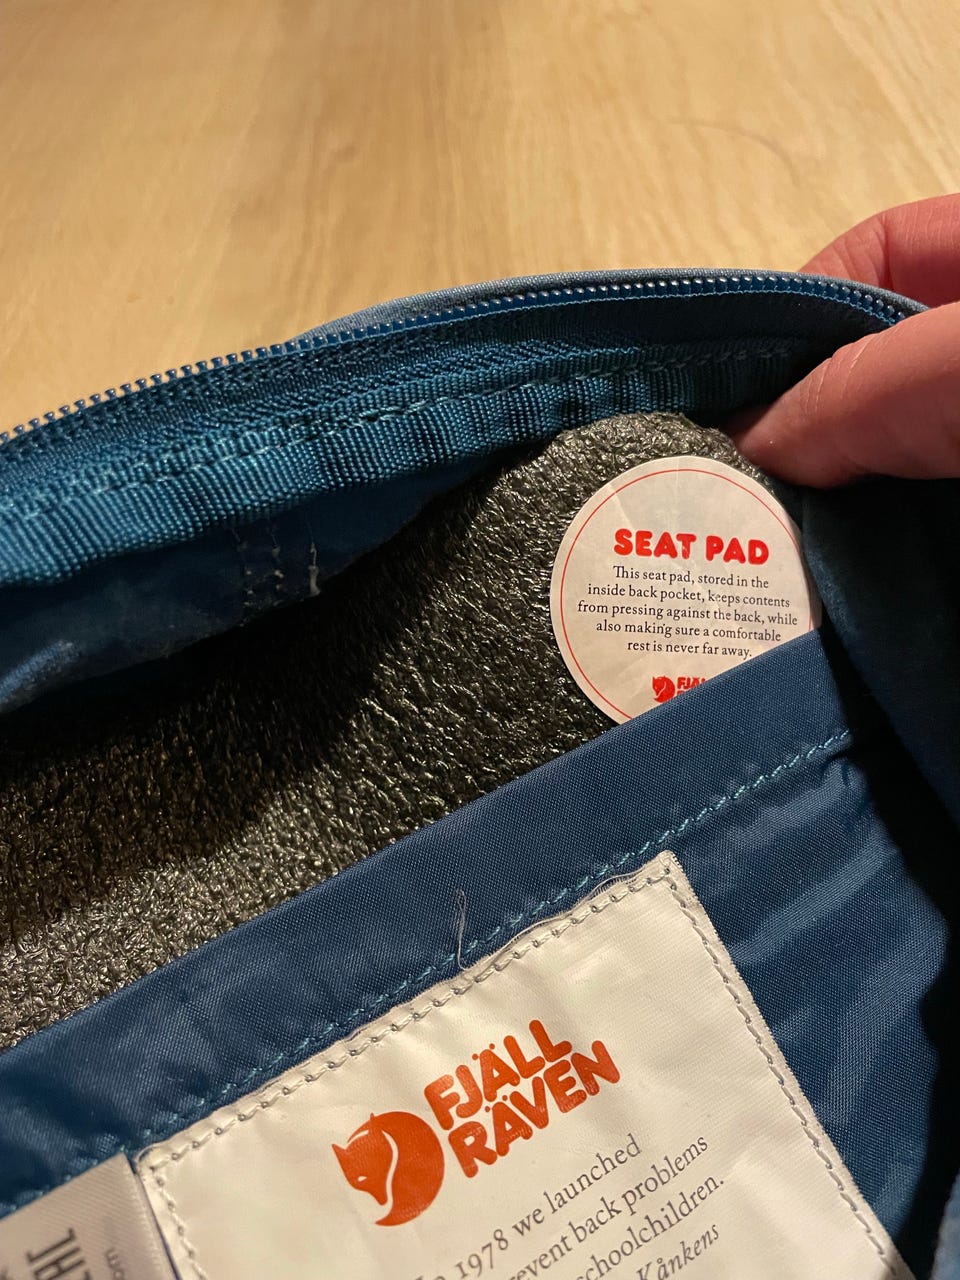 SEAT PAD
This seat pad, stored in the
inside back pocket, keeps contents
from pressing against the back, while
also making sure a comfortable
rest is never far away.
FJÄLL
RÄVEN
1978 we launched
back problems
schoolchildren.
Kånkens